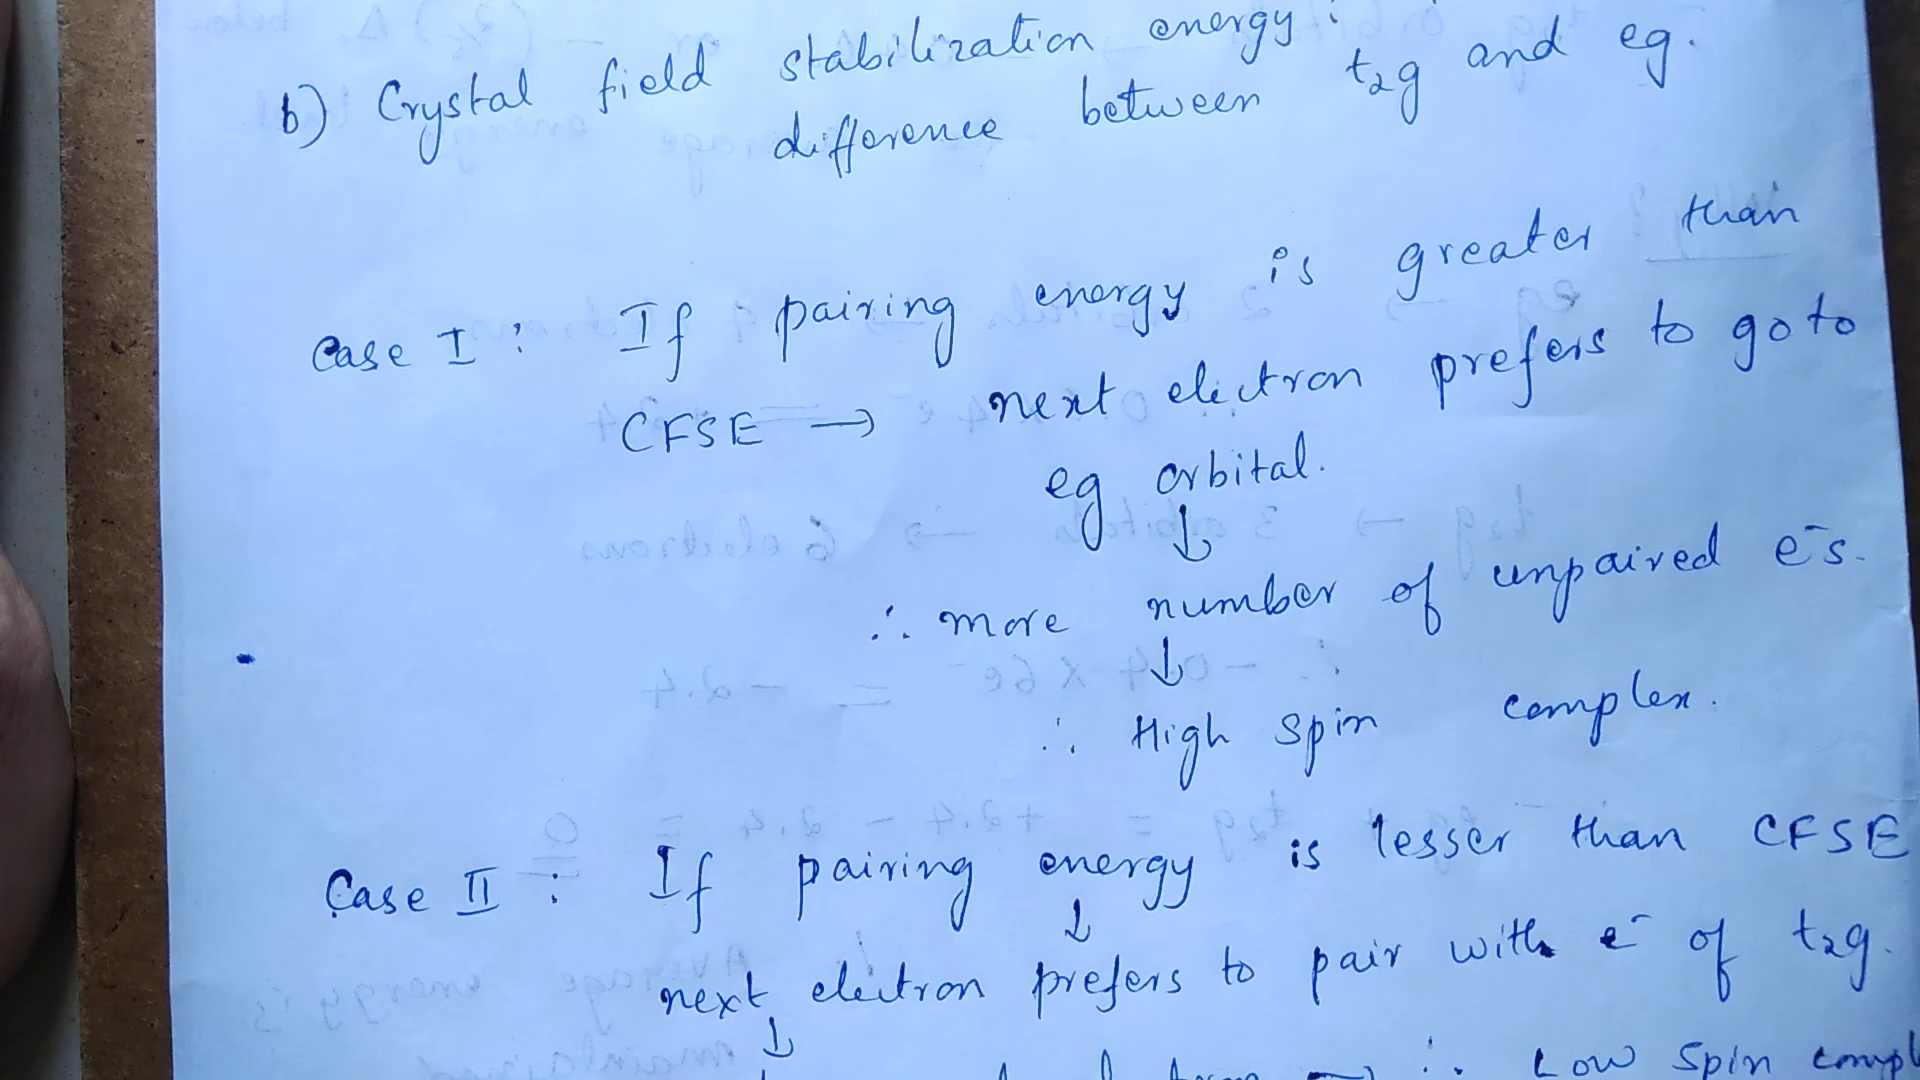 b) Crystal field stabilization energy :
difference between t₂g and eg.
Case I : If pairing energy is greater than
CFSE → next electron prefers to go to
eg orbital.
↓
∴ more number of unpaired e⁻s.
↓
∴ High spin complex.
Case II : If pairing energy is lesser than CFSE
↓
next electron prefers to pair with e⁻ of t₂g.
↓
→ ∴ Low spin